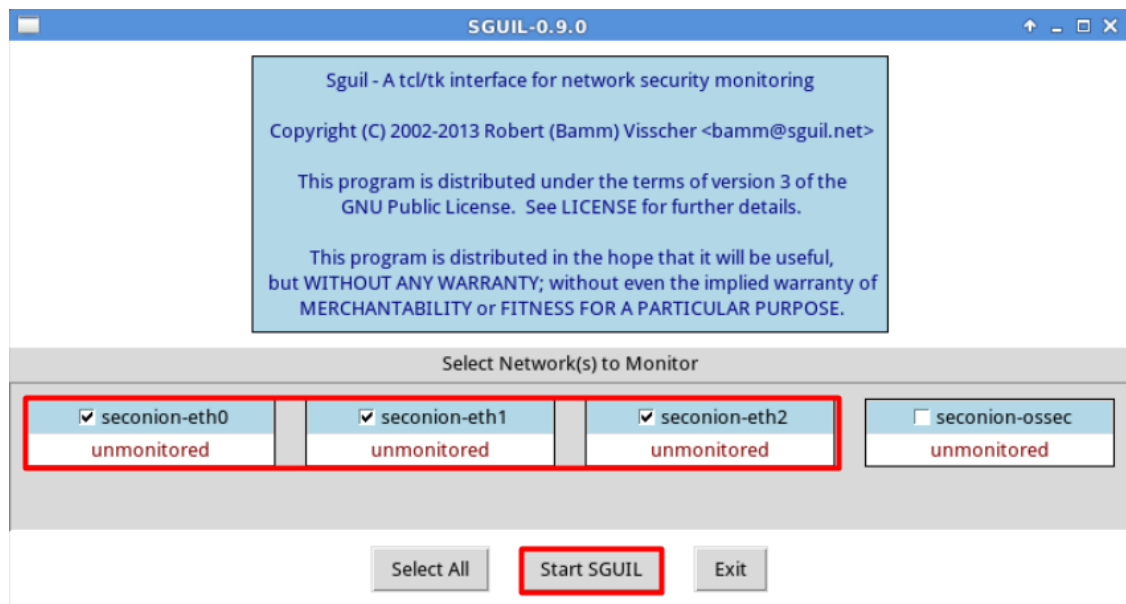 SGUIL-0.9.0
Sguil - A tcl/tk interface for network security monitoring
Copyright (C) 2002-2013 Robert (Bamm) Visscher <bamm@sguil.net>
This program is distributed under the terms of version 3 of the
GNU Public License. See LICENSE for further details.
This program is distributed in the hope that it will be useful,
but WITHOUT ANY WARRANTY; without even the implied warranty of
MERCHANTABILITY or FITNESS FOR A PARTICULAR PURPOSE.
Select Network(s) to Monitor
seconion-eth0 seconion-eth1 seconion-eth2 seconion-ossec
unmonitored unmonitored unmonitored unmonitored
Select All Start SGUIL Exit